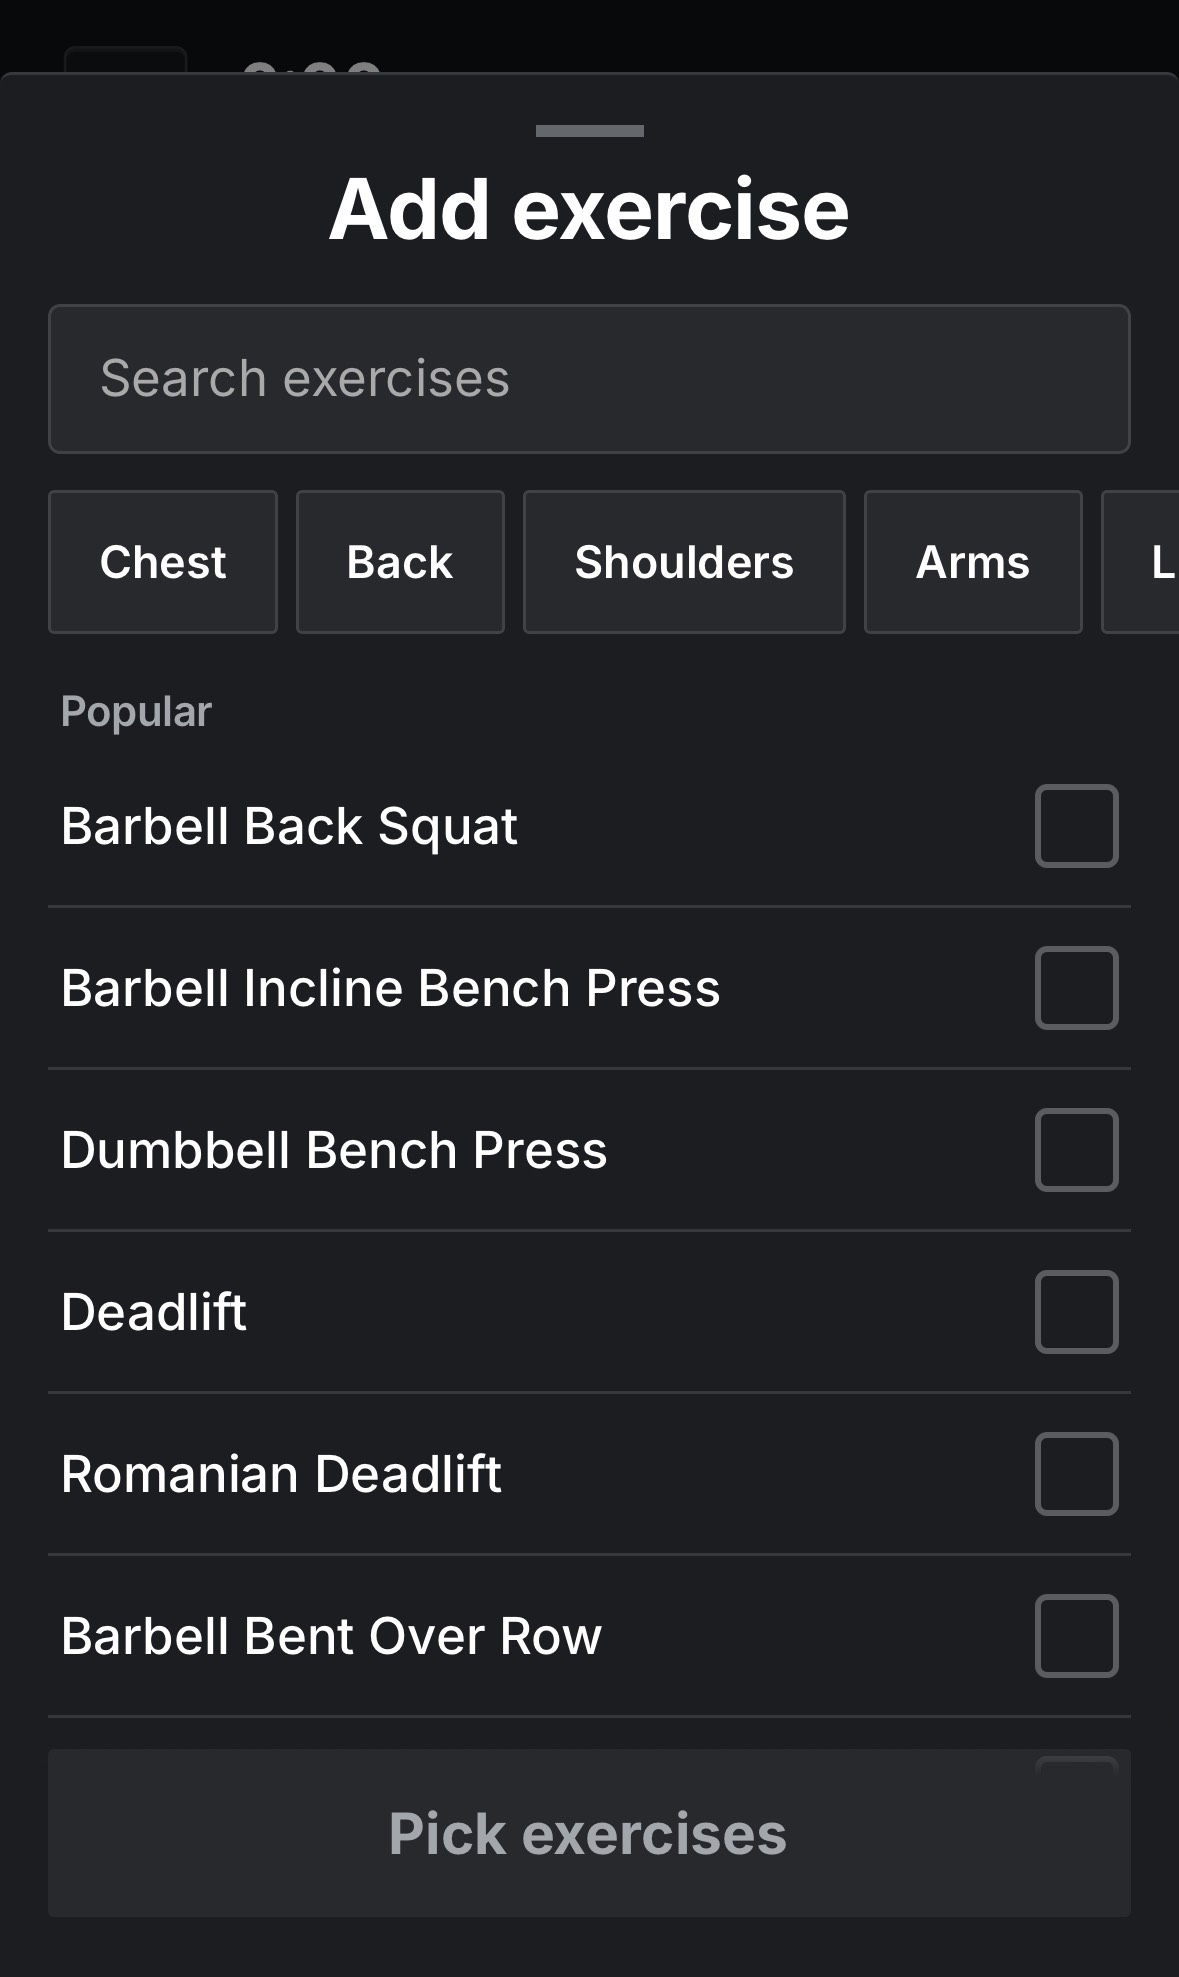 Add exercise
Search exercises
Chest Back Shoulders Arms
Popular
Barbell Back Squat
Barbell Incline Bench Press
Dumbbell Bench Press
Deadlift
Romanian Deadlift
Barbell Bent Over Row
Pick exercises